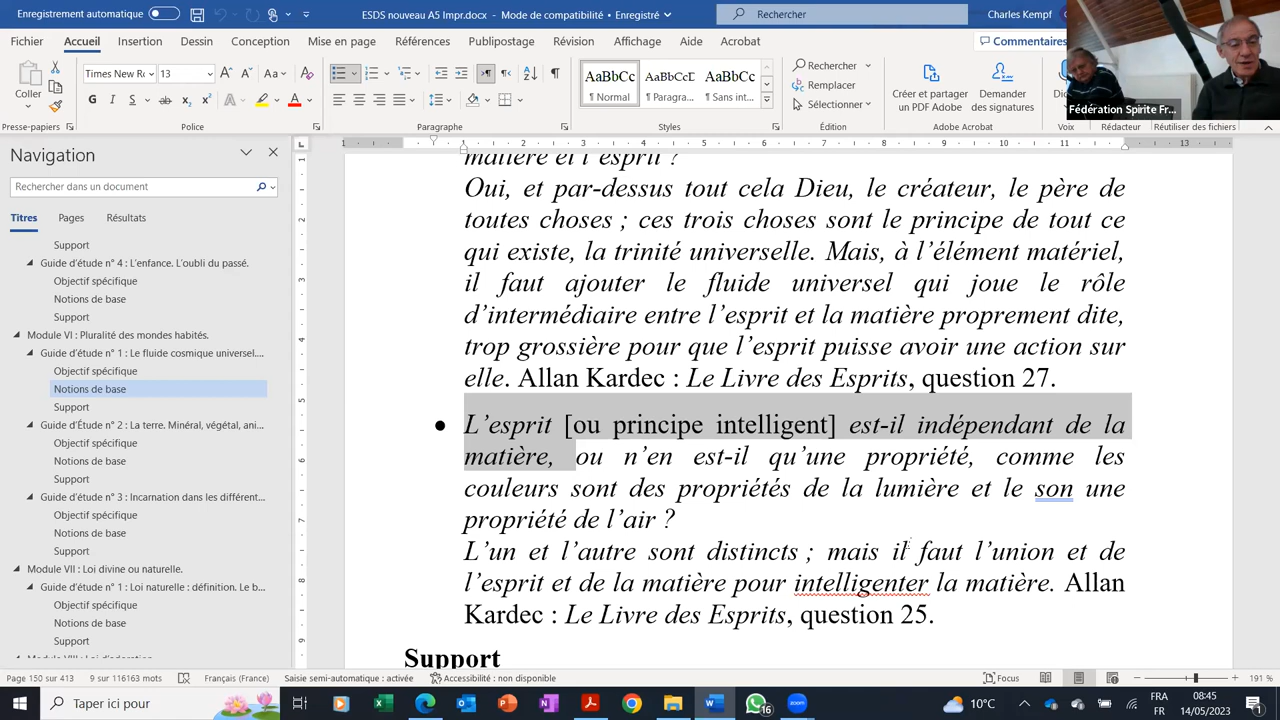 Enregistrement automatique
ESDS nouveau A5 Impr.docx • Enregistré
Rechercher
Charles Kempf
Fichier Accueil Insertion Dessin Conception Mise en page Références Publipostage Révision Affichage Aide Acrobat
Commentaires
Coller
Times New R 13
G I S
AaBbCc AaBbCcD AaBbCc
¶ Normal ¶ Paragra... ¶ Sans int...
Rechercher
Remplacer
Sélectionner
Créer et partager un PDF Adobe
Demander des signatures
Fédération Spirite Fr...
Presse-papiers Police Paragraphe Styles Édition Adobe Acrobat Voix Rédacteur Réutiliser des fichiers
Navigation
Rechercher dans un document
Titres Pages Résultats
Support
Guide d'étude n° 4 : L'enfance. L'oubli du passé.
Objectif spécifique
Notions de base
Support
Module VI : Pluralité des mondes habités.
Guide d'étude n° 1 : Le fluide cosmique universel....
Objectif spécifique
Notions de base
Support
Guide d'étude N° 2 : La terre. Minéral, végétal, ani...
Objectif spécifique
Notions de base
Support
Guide d'étude n° 3 : Incarnation dans les différent...
Objectif spécifique
Notions de base
Support
Module VII : Loi divine ou naturelle.
Guide d'étude n° 1 : Loi naturelle : définition. Le b...
Objectif spécifique
Notions de base
Support
matière et l'esprit ?
Oui, et par-dessus tout cela Dieu, le créateur, le père de
toutes choses ; ces trois choses sont le principe de tout ce
qui existe, la trinité universelle. Mais, à l'élément matériel,
il faut ajouter le fluide universel qui joue le rôle
d'intermédiaire entre l'esprit et la matière proprement dite,
trop grossière pour que l'esprit puisse avoir une action sur
elle. Allan Kardec : Le Livre des Esprits, question 27.
● L'esprit [ou principe intelligent] est-il indépendant de la
matière, ou n'en est-il qu'une propriété, comme les
couleurs sont des propriétés de la lumière et le son une
propriété de l'air ?
L'un et l'autre sont distincts ; mais il faut l'union et de
l'esprit et de la matière pour intelligenter la matière. Allan
Kardec : Le Livre des Esprits, question 25.
Support
Page 150 sur 413 9 sur 116163 mots Français (France) Saisie semi-automatique : activée Accessibilité : non disponible Focus 191 %
Taper ici pour
16
10°C
FRA
FR
08:45
14/05/2023